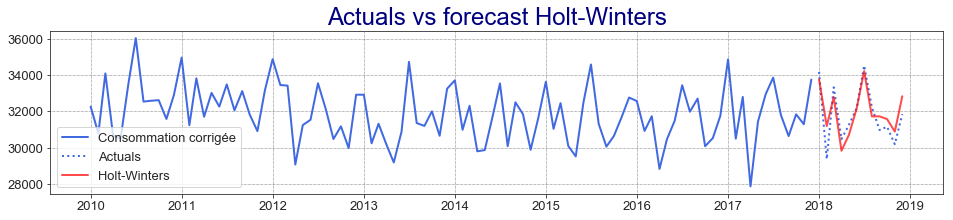 Actuals vs forecast Holt-Winters
36000
34000
32000
30000
28000
Consommation corrigée
Actuals
Holt-Winters
2010 2011 2012 2013 2014 2015 2016 2017 2018 2019